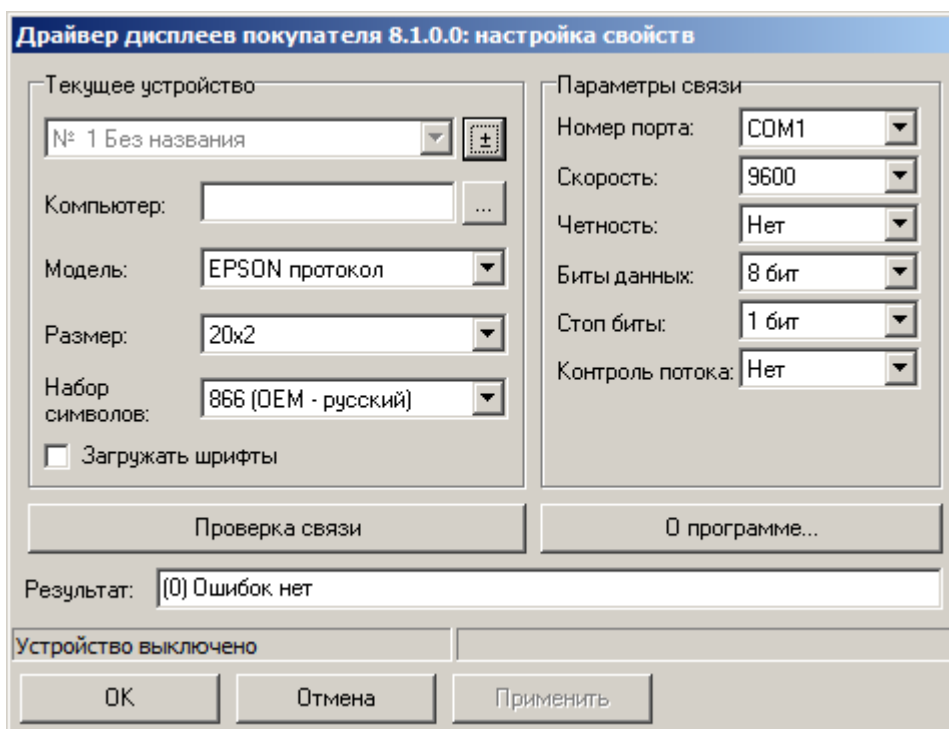 Драйвер дисплеев покупателя 8.1.0.0: настройка свойств
Текущее устройство
№ 1 Без названия
±
Компьютер:
...
Модель:
EPSON протокол
Размер:
20x2
Набор
символов:
866 (OEM - русский)
Загружать шрифты
Параметры связи
Номер порта:
COM1
Скорость:
9600
Четность:
Нет
Биты данных:
8 бит
Стоп биты:
1 бит
Контроль потока:
Нет
Проверка связи
О программе...
Результат:
(0) Ошибок нет
Устройство выключено
OK
Отмена
Применить